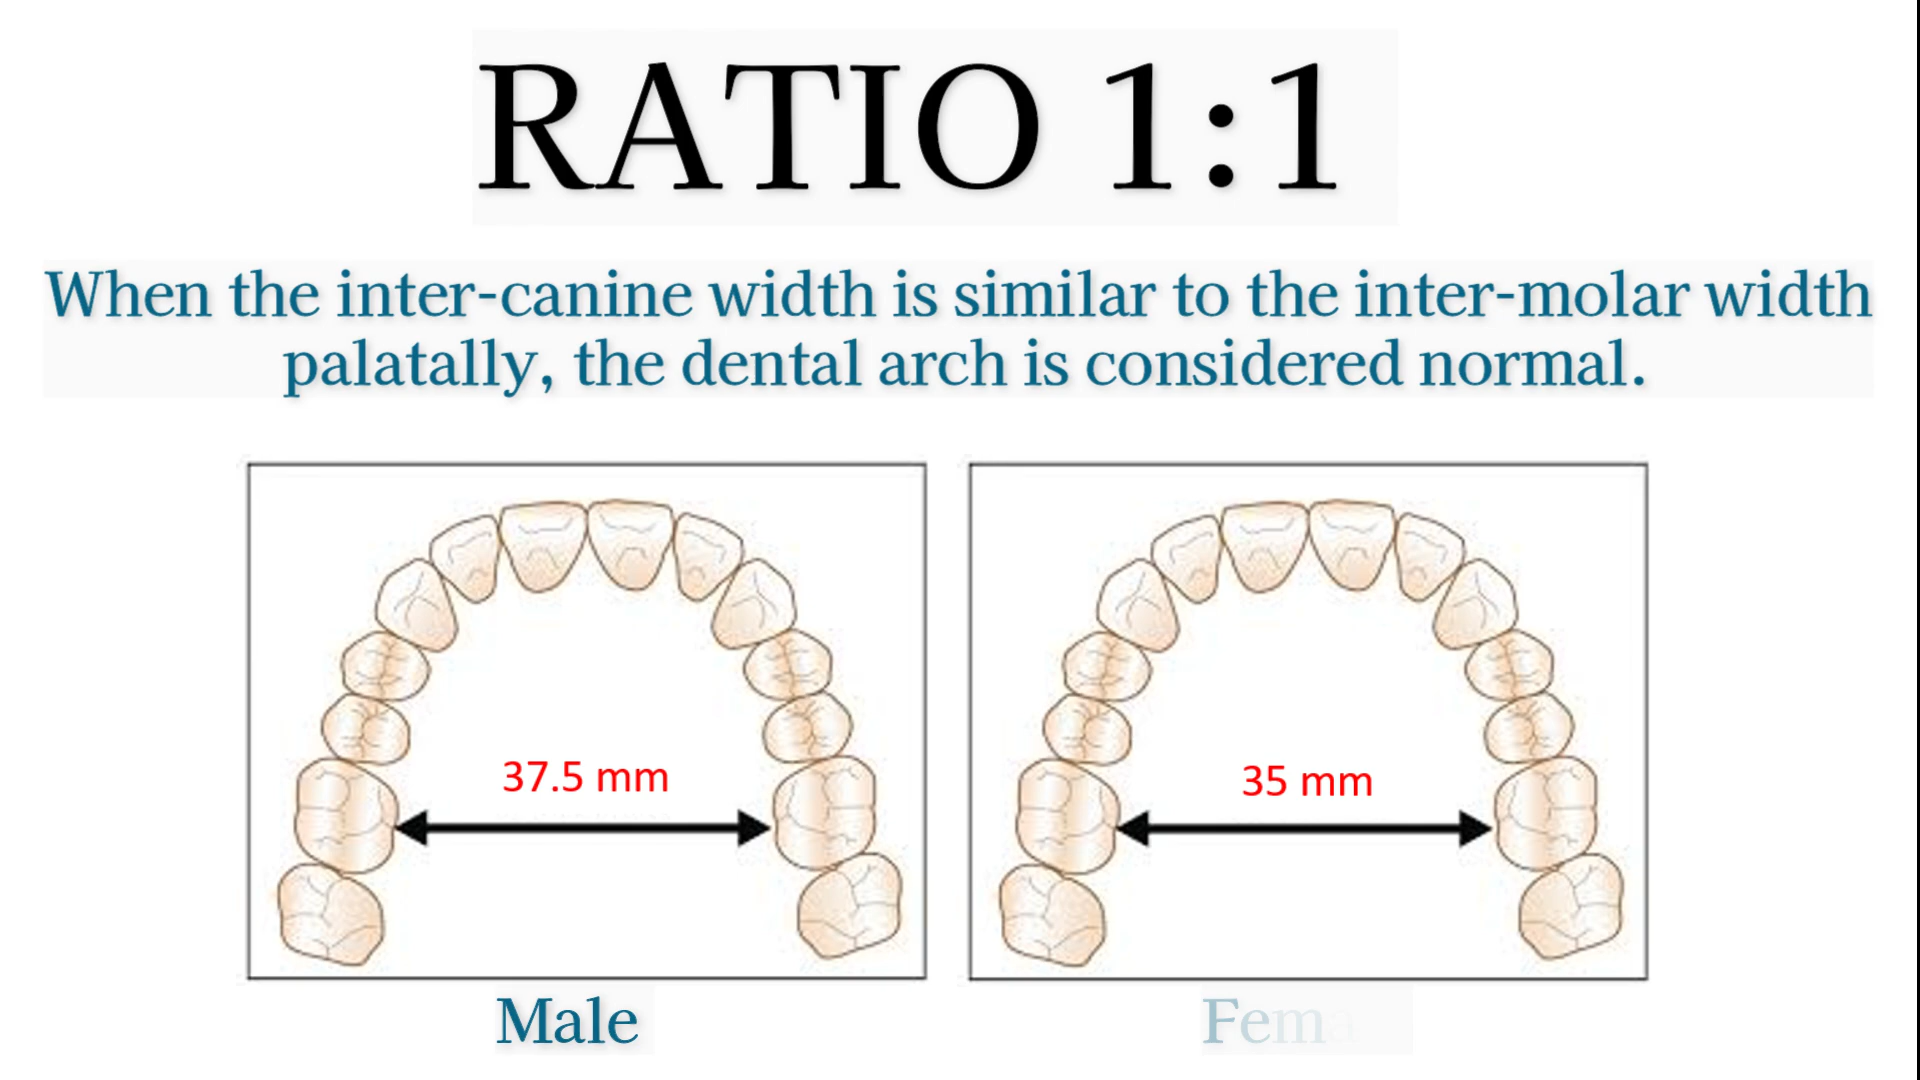 RATIO 1:1
When the inter-canine width is similar to the inter-molar width
palatally, the dental arch is considered normal.
37.5 mm
35 mm
Male
Fema